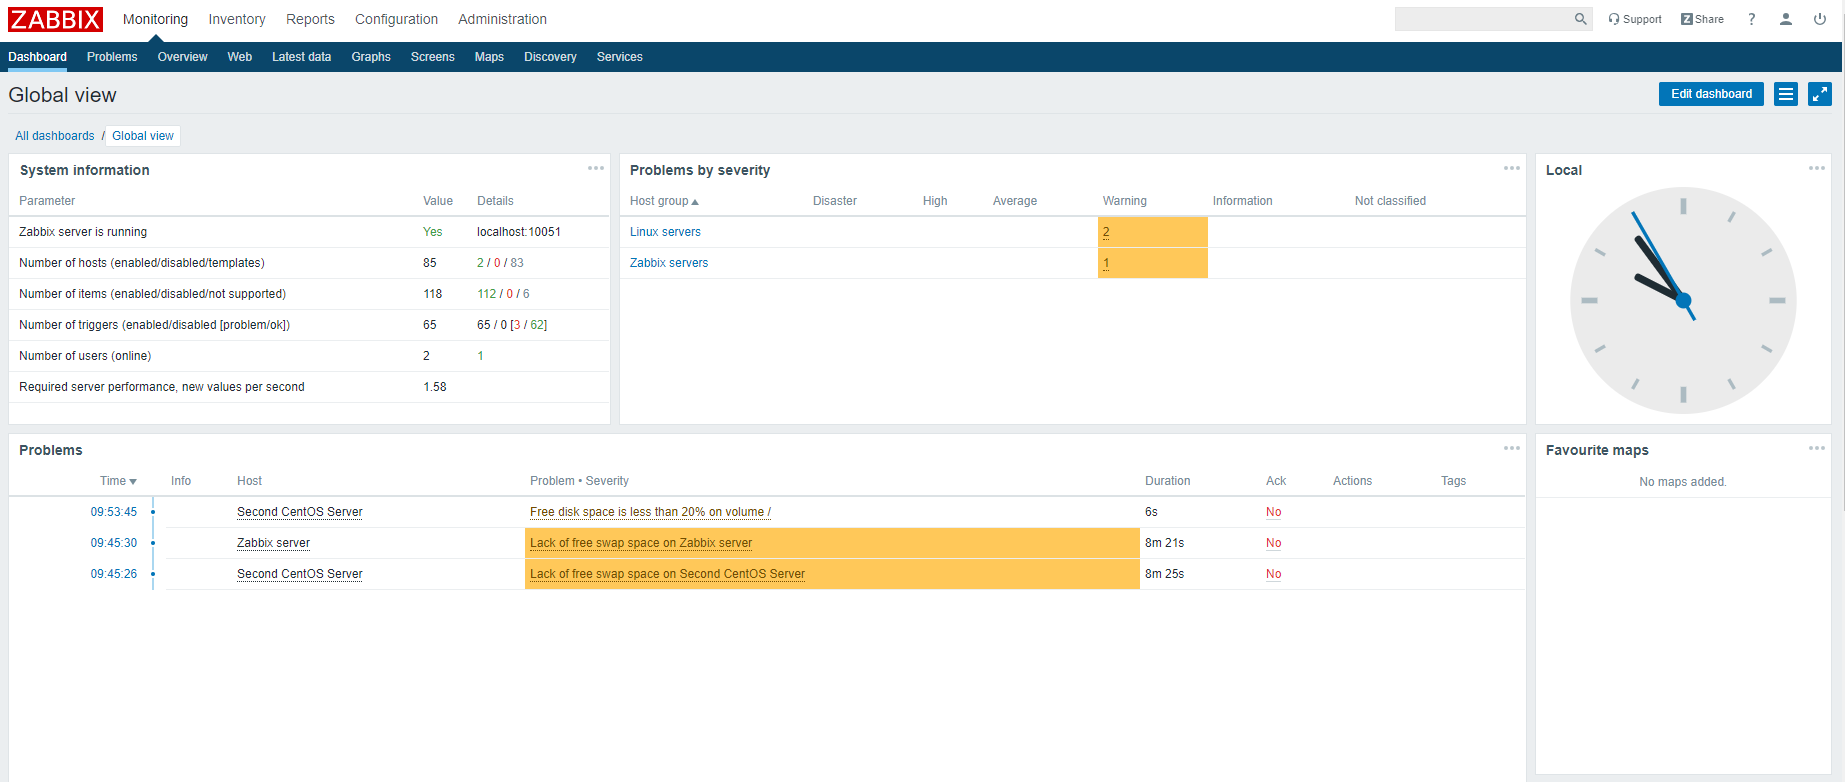 ZABBIX Monitoring Inventory Reports Configuration Administration Support Z Share ?
Dashboard Problems Overview Web Latest data Graphs Screens Maps Discovery Services
Global view Edit dashboard
All dashboards / Global view
System information
Parameter Value Details
Zabbix server is running Yes localhost:10051
Number of hosts (enabled/disabled/templates) 85 2 / 0 / 83
Number of items (enabled/disabled/not supported) 118 112 / 0 / 6
Number of triggers (enabled/disabled [problem/ok]) 65 65 / 0 [3 / 62]
Number of users (online) 2 1
Required server performance, new values per second 1.58
Problems by severity
Host group Disaster High Average Warning Information Not classified
Linux servers 2
Zabbix servers 1
Local
Problems
Time Info Host Problem • Severity Duration Ack Actions Tags
09:53:45 Second CentOS Server Free disk space is less than 20% on volume / 6s No
09:45:30 Zabbix server Lack of free swap space on Zabbix server 8m 21s No
09:45:26 Second CentOS Server Lack of free swap space on Second CentOS Server 8m 25s No
Favourite maps
No maps added.